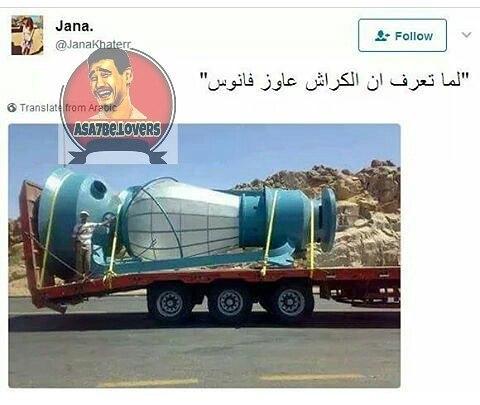 Jana.
@JanaKhaterr
Follow
"لما تعرف ان الكراش عاوز فانوس"
Translate from Arabic
ASA7BE.LOVERS